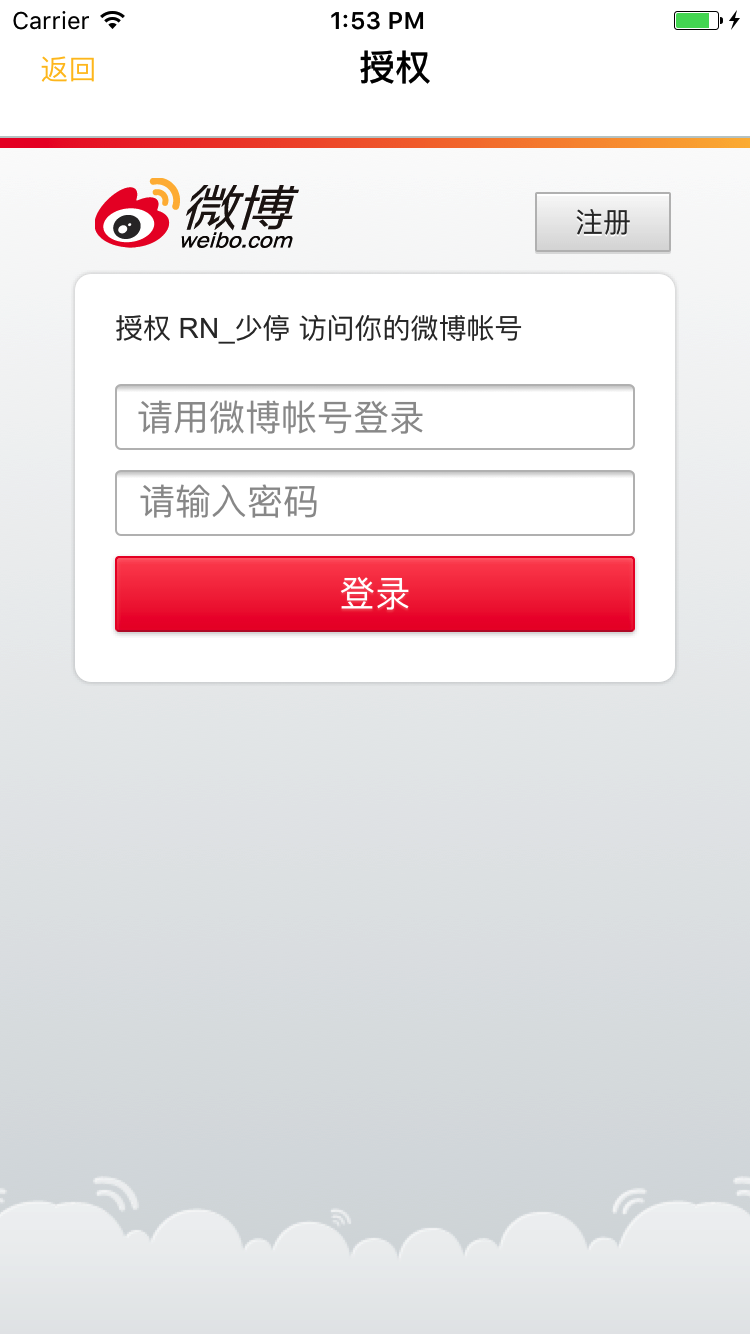 Carrier 1:53 PM
返回 授权
微博
weibo.com
注册
授权 RN_少停 访问你的微博帐号
请用微博帐号登录
请输入密码
登录